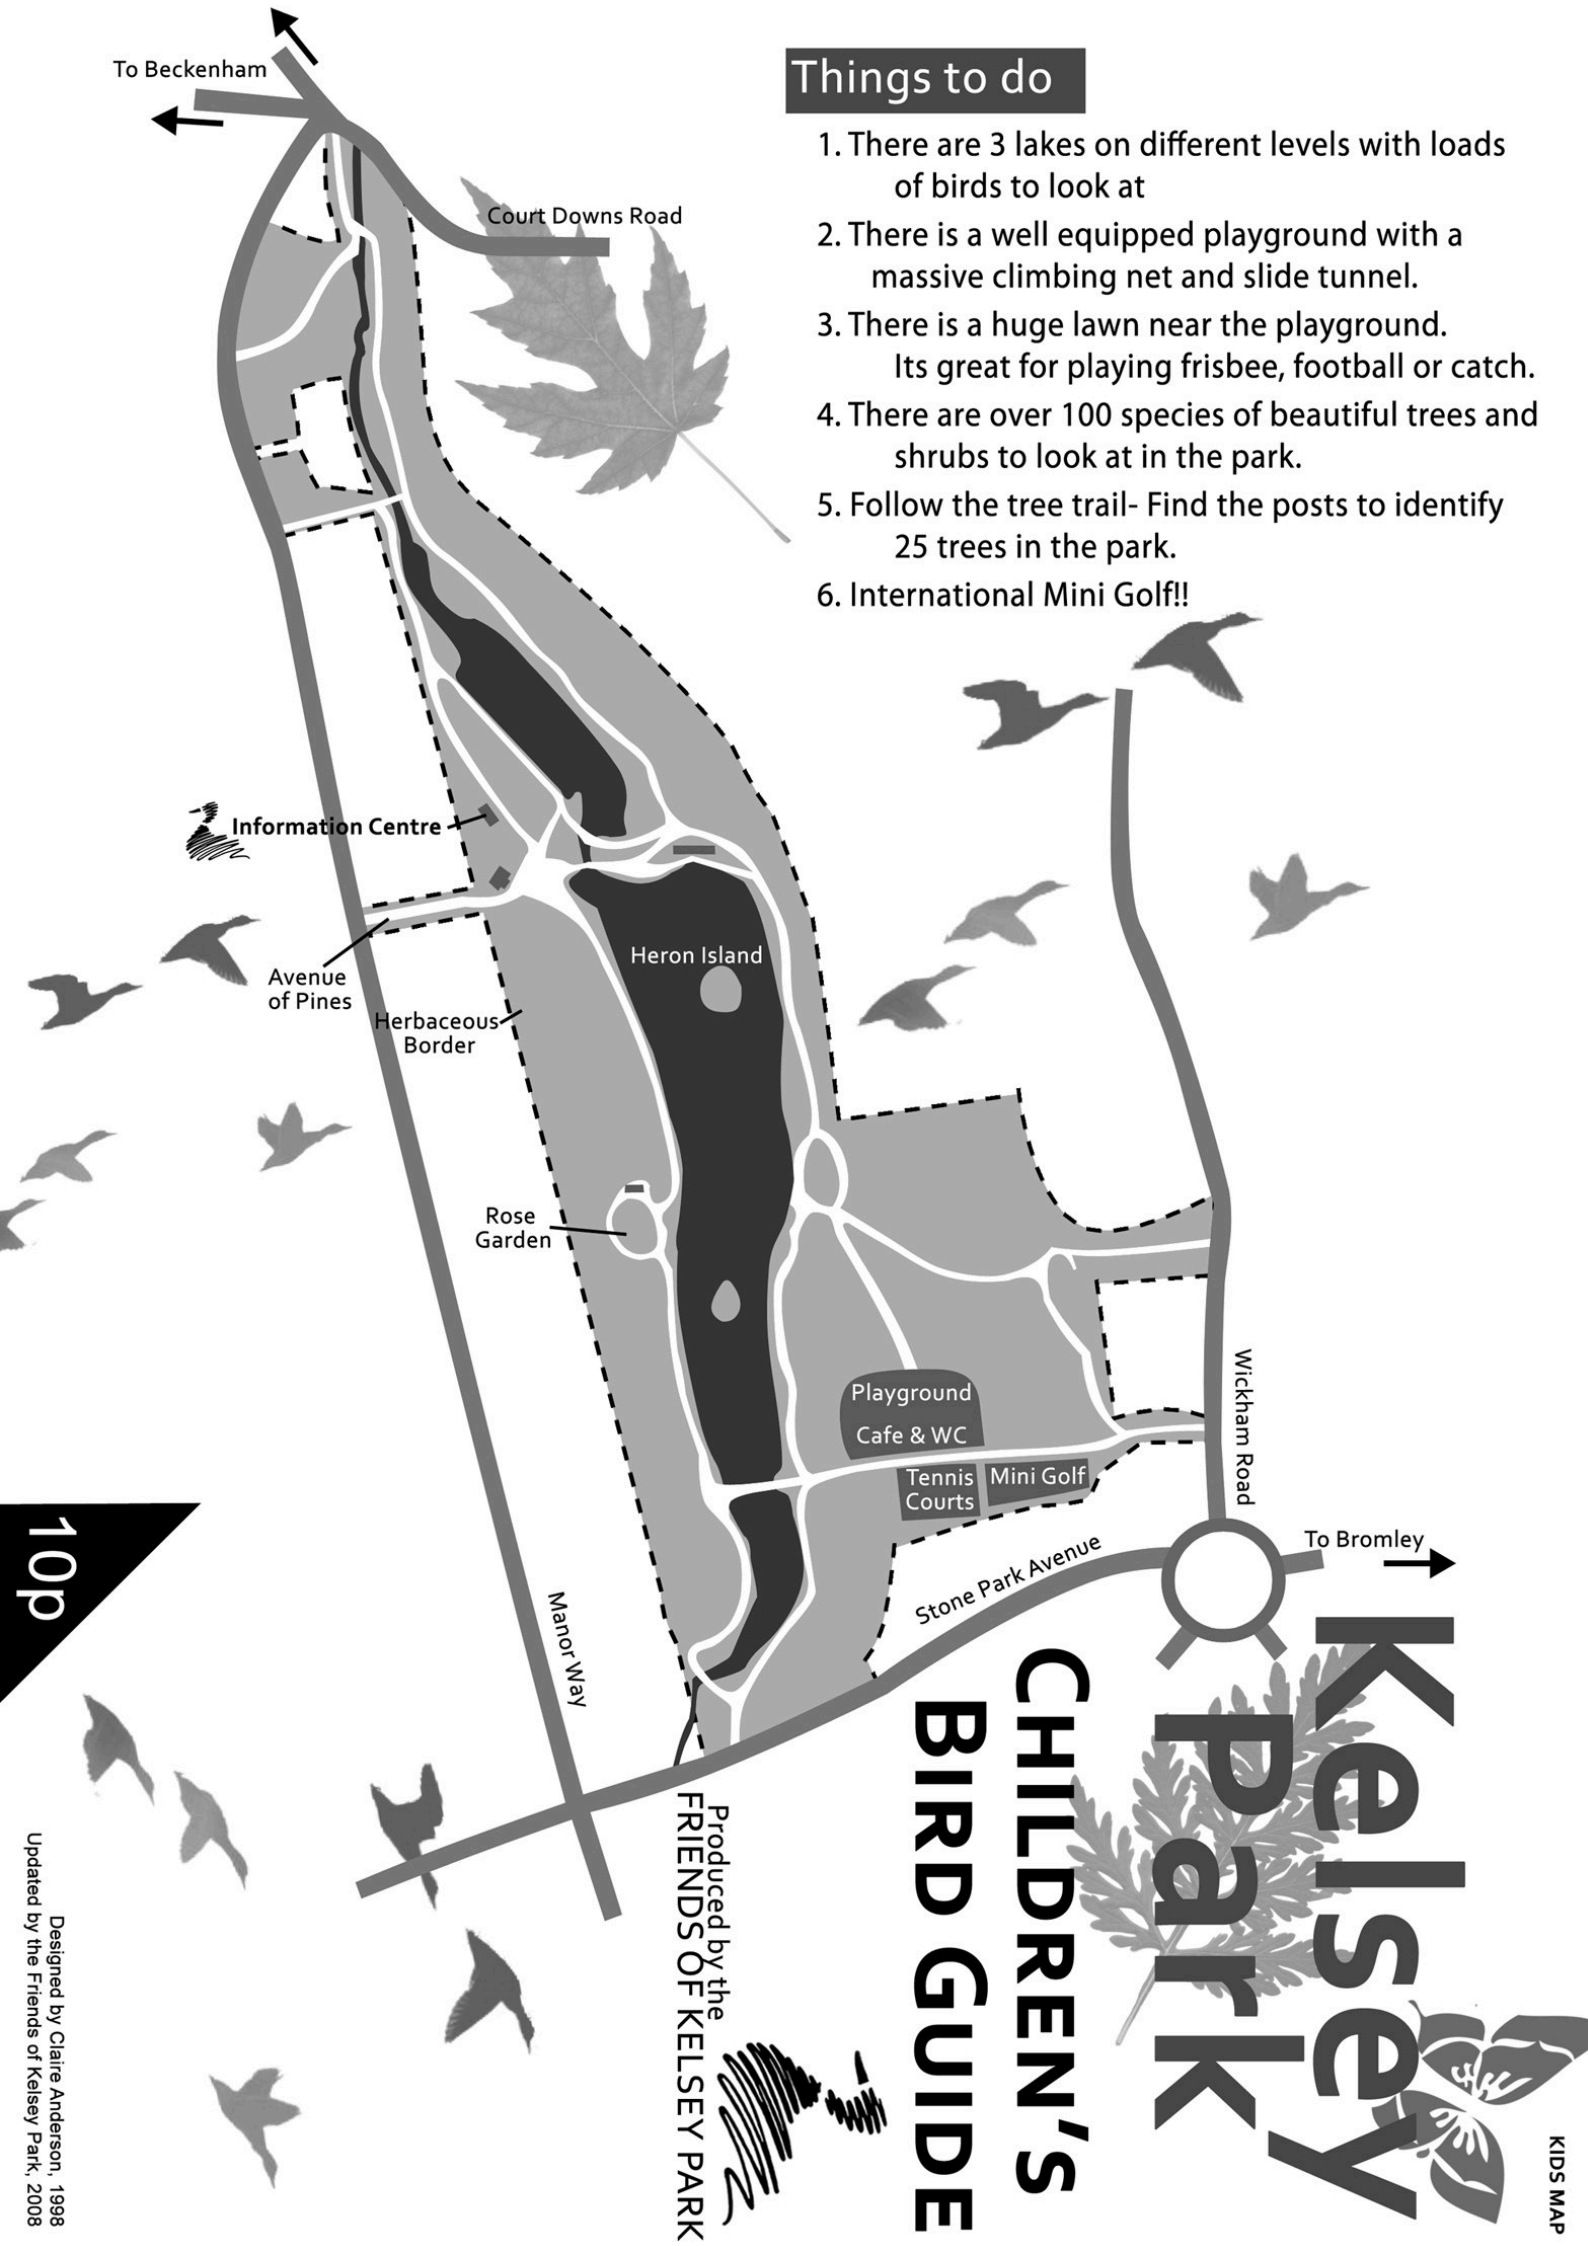 To Beckenham
Court Downs Road
Things to do
1. There are 3 lakes on different levels with loads
of birds to look at
2. There is a well equipped playground with a
massive climbing net and slide tunnel.
3. There is a huge lawn near the playground.
Its great for playing frisbee, football or catch.
4. There are over 100 species of beautiful trees and
shrubs to look at in the park.
5. Follow the tree trail- Find the posts to identify
25 trees in the park.
6. International Mini Golf!!
Information Centre
Avenue
of Pines
Herbaceous
Border
Heron Island
Rose
Garden
Playground
Cafe & WC
Tennis
Courts
Mini Golf
Wickham Road
To Bromley
Stone Park Avenue
Manor Way
10p
KIDS MAP
Kelsey
Park
CHILDREN'S
BIRD GUIDE
Produced by the
FRIENDS OF KELSEY PARK
Designed by Claire Anderson, 1998
Updated by the Friends of Kelsey Park, 2008